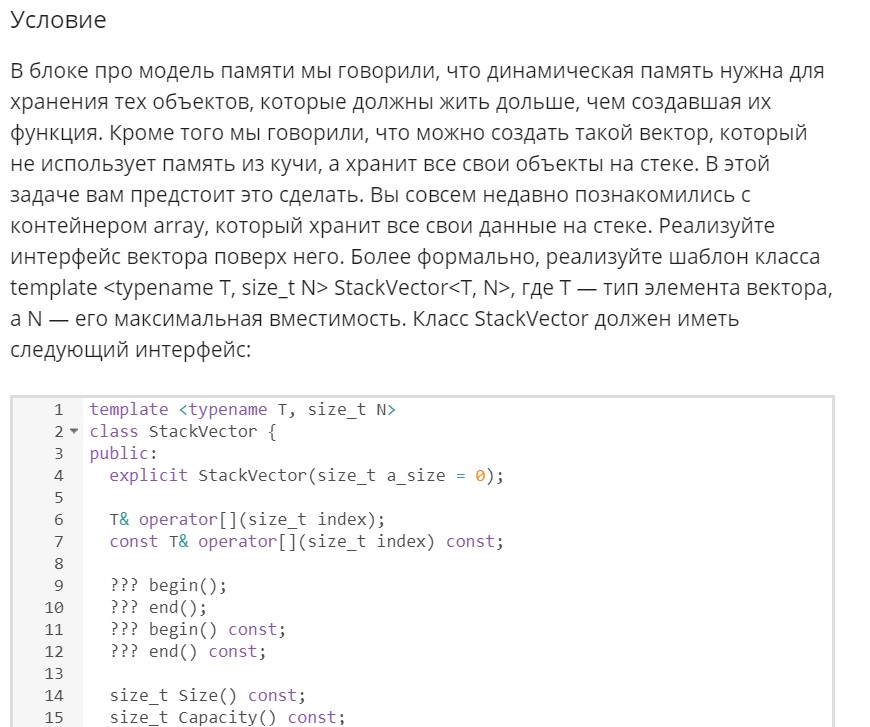 Условие
В блоке про модель памяти мы говорили, что динамическая память нужна для
хранения тех объектов, которые должны жить дольше, чем создавшая их
функция. Кроме того мы говорили, что можно создать такой вектор, который
не использует память из кучи, а хранит все свои объекты на стеке. В этой
задаче вам предстоит это сделать. Вы совсем недавно познакомились с
контейнером array, который хранит все свои данные на стеке. Реализуйте
интерфейс вектора поверх него. Более формально, реализуйте шаблон класса
template <typename T, size_t N> StackVector<T, N>, где T — тип элемента вектора,
а N — его максимальная вместимость. Класс StackVector должен иметь
следующий интерфейс:
1 template <typename T, size_t N>
2 class StackVector {
3 public:
4 explicit StackVector(size_t a_size = 0);
5
6 T& operator[](size_t index);
7 const T& operator[](size_t index) const;
8
9 ??? begin();
10 ??? end();
11 ??? begin() const;
12 ??? end() const;
13
14 size_t Size() const;
15 size_t Capacity() const;